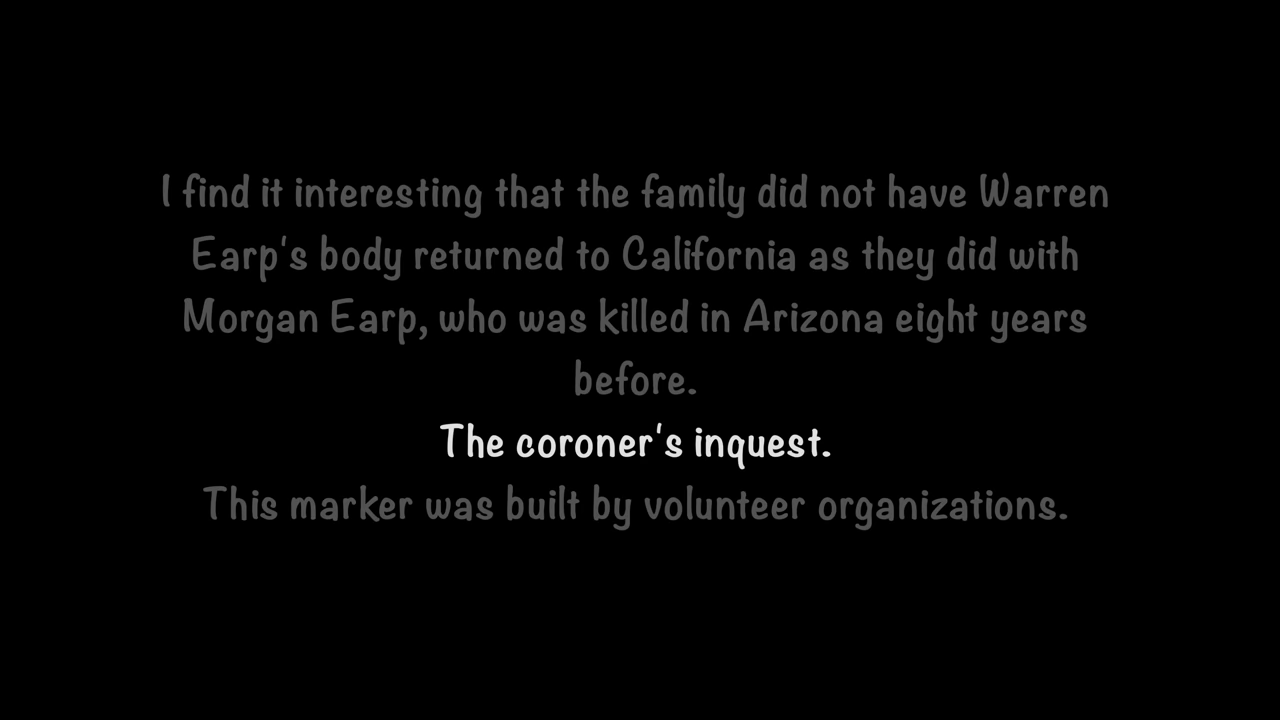 I find it interesting that the family did not have Warren
Earp's body returned to California as they did with
Morgan Earp, who was killed in Arizona eight years
before.
The coroner's inquest.
This marker was built by volunteer organizations.